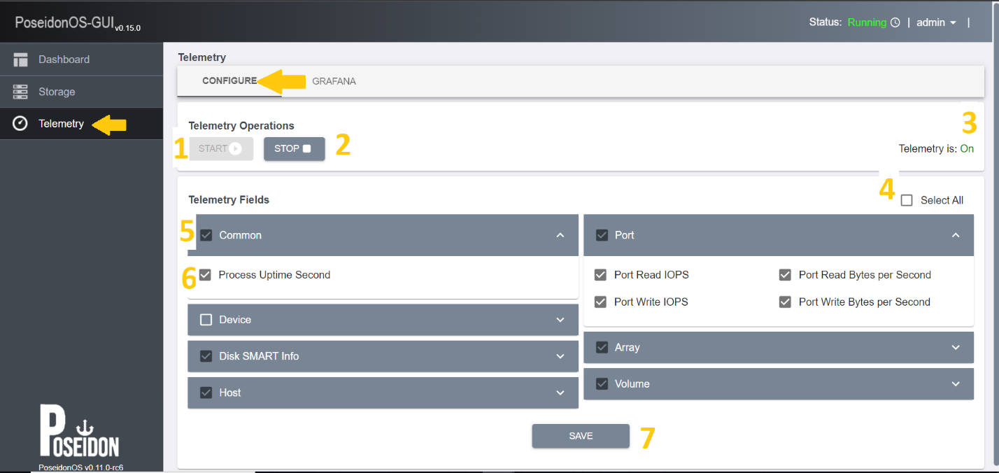 PoseidonOS-GUI v0.15.0
Status: Running | admin |
Dashboard
Storage
Telemetry
POSEIDON
PoseidonOS v0.11.0-rc6
Telemetry
CONFIGURE GRAFANA
Telemetry Operations
3
1 START STOP 2
Telemetry is: On
Telemetry Fields
4 Select All
5 Common
6 Process Uptime Second
Device
Disk SMART Info
Host
Port
Port Read IOPS Port Read Bytes per Second
Port Write IOPS Port Write Bytes per Second
Array
Volume
SAVE 7